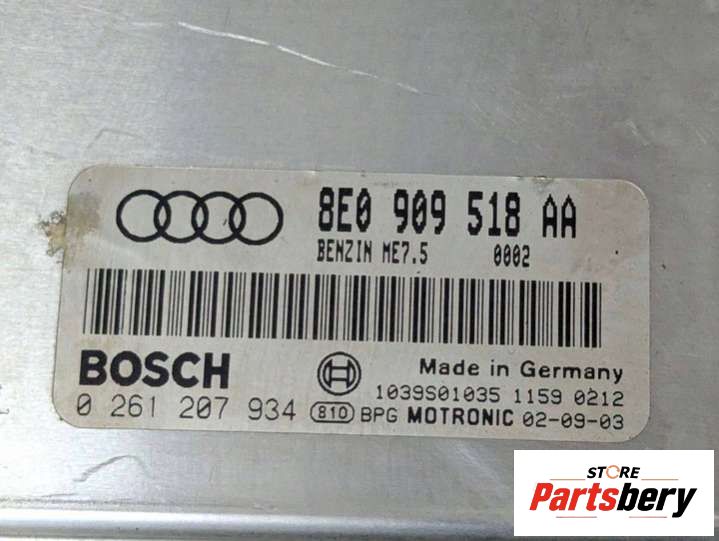 8E0 909 518 AA
BENZIN ME7.5 0002
BOSCH
Made in Germany
1039S01035 1159 0212
0 261 207 934 810 BPG MOTRONIC 02-09-03
STORE
Partsbery